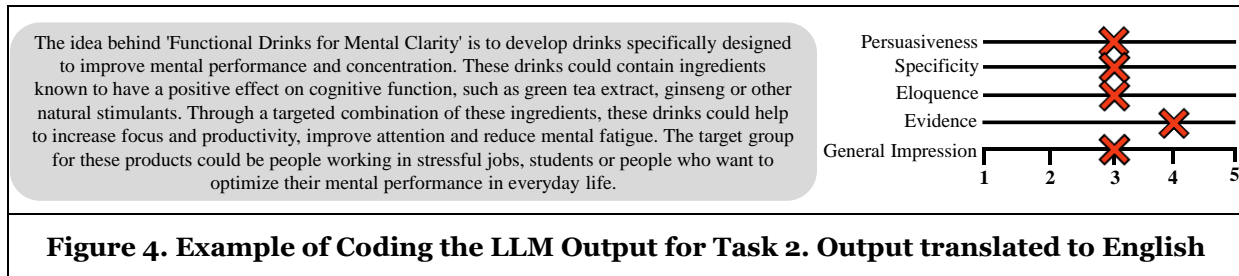 The idea behind 'Functional Drinks for Mental Clarity' is to develop drinks specifically designed
to improve mental performance and concentration. These drinks could contain ingredients
known to have a positive effect on cognitive function, such as green tea extract, ginseng or other
natural stimulants. Through a targeted combination of these ingredients, these drinks could help
to increase focus and productivity, improve attention and reduce mental fatigue. The target group
for these products could be people working in stressful jobs, students or people who want to
optimize their mental performance in everyday life.
Persuasiveness
Specificity
Eloquence
Evidence
General Impression
1 2 3 4 5
Figure 4. Example of Coding the LLM Output for Task 2. Output translated to English